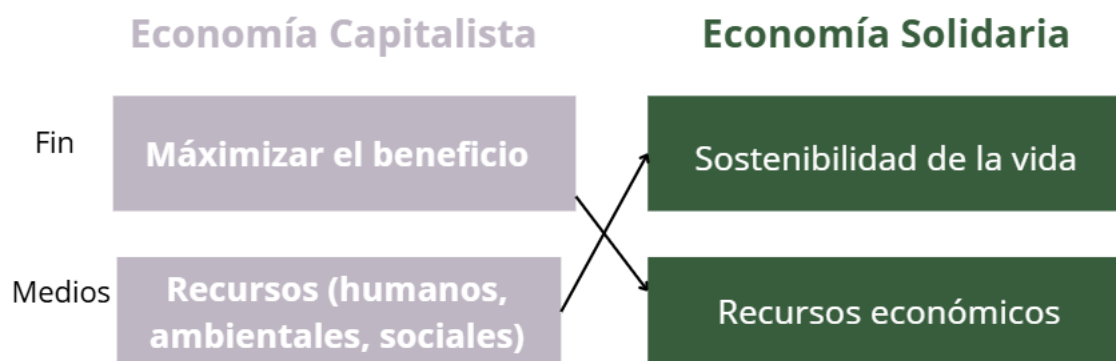 Economía Capitalista
Economía Solidaria
Fin
Máximizar el beneficio
Sostenibilidad de la vida
Medios
Recursos (humanos,
ambientales, sociales)
Recursos económicos